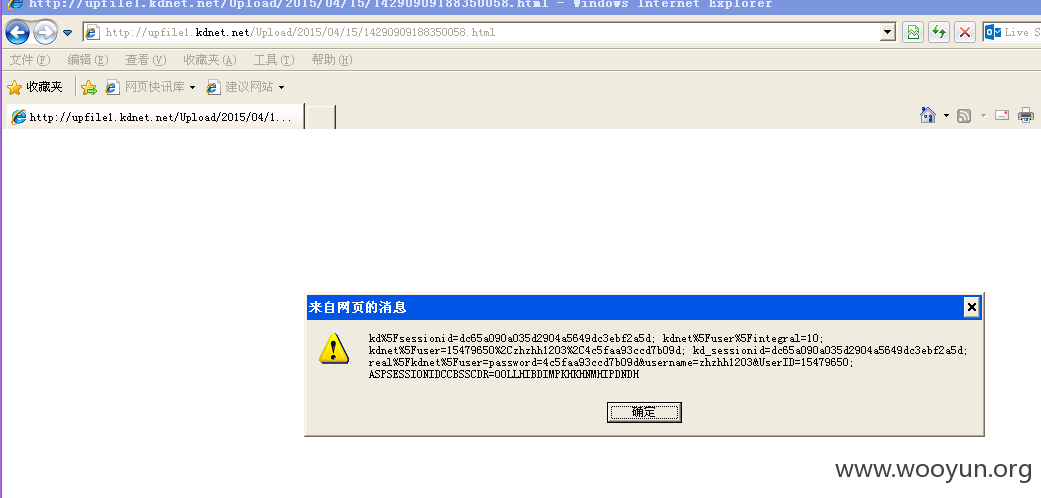 http://upfile1.kdnet.net/Upload/2015/04/15/14290909188350058.html - Windows Internet Explorer
http://upfile1.kdnet.net/Upload/2015/04/15/14290909188350058.html
Live S
文件(F) 编辑(E) 查看(V) 收藏夹(A) 工具(T) 帮助(H)
收藏夹 网页快讯库 建议网站
http://upfile1.kdnet.net/Upload/2015/04/1...
来自网页的消息
kd%5Fsessionid=dc65a090a035d2904a5649dc3ebf2a5d; kdnet%5Fuser%5Fintegral=10;
kdnet%5Fuser=15479650%2Czhzhh1203%2C4c5faa93ccd7b09d; kd_sessionid=dc65a090a035d2904a5649dc3ebf2a5d;
real%5Fkdnet%5Fuser=password=4c5faa93ccd7b09d&username=zhzhh1203&UserID=15479650;
ASPSESSIONIDCCBSSCDR=OOLLHIBDIMPKHKHNMHIPDNDH
确定
www.wooyun.org